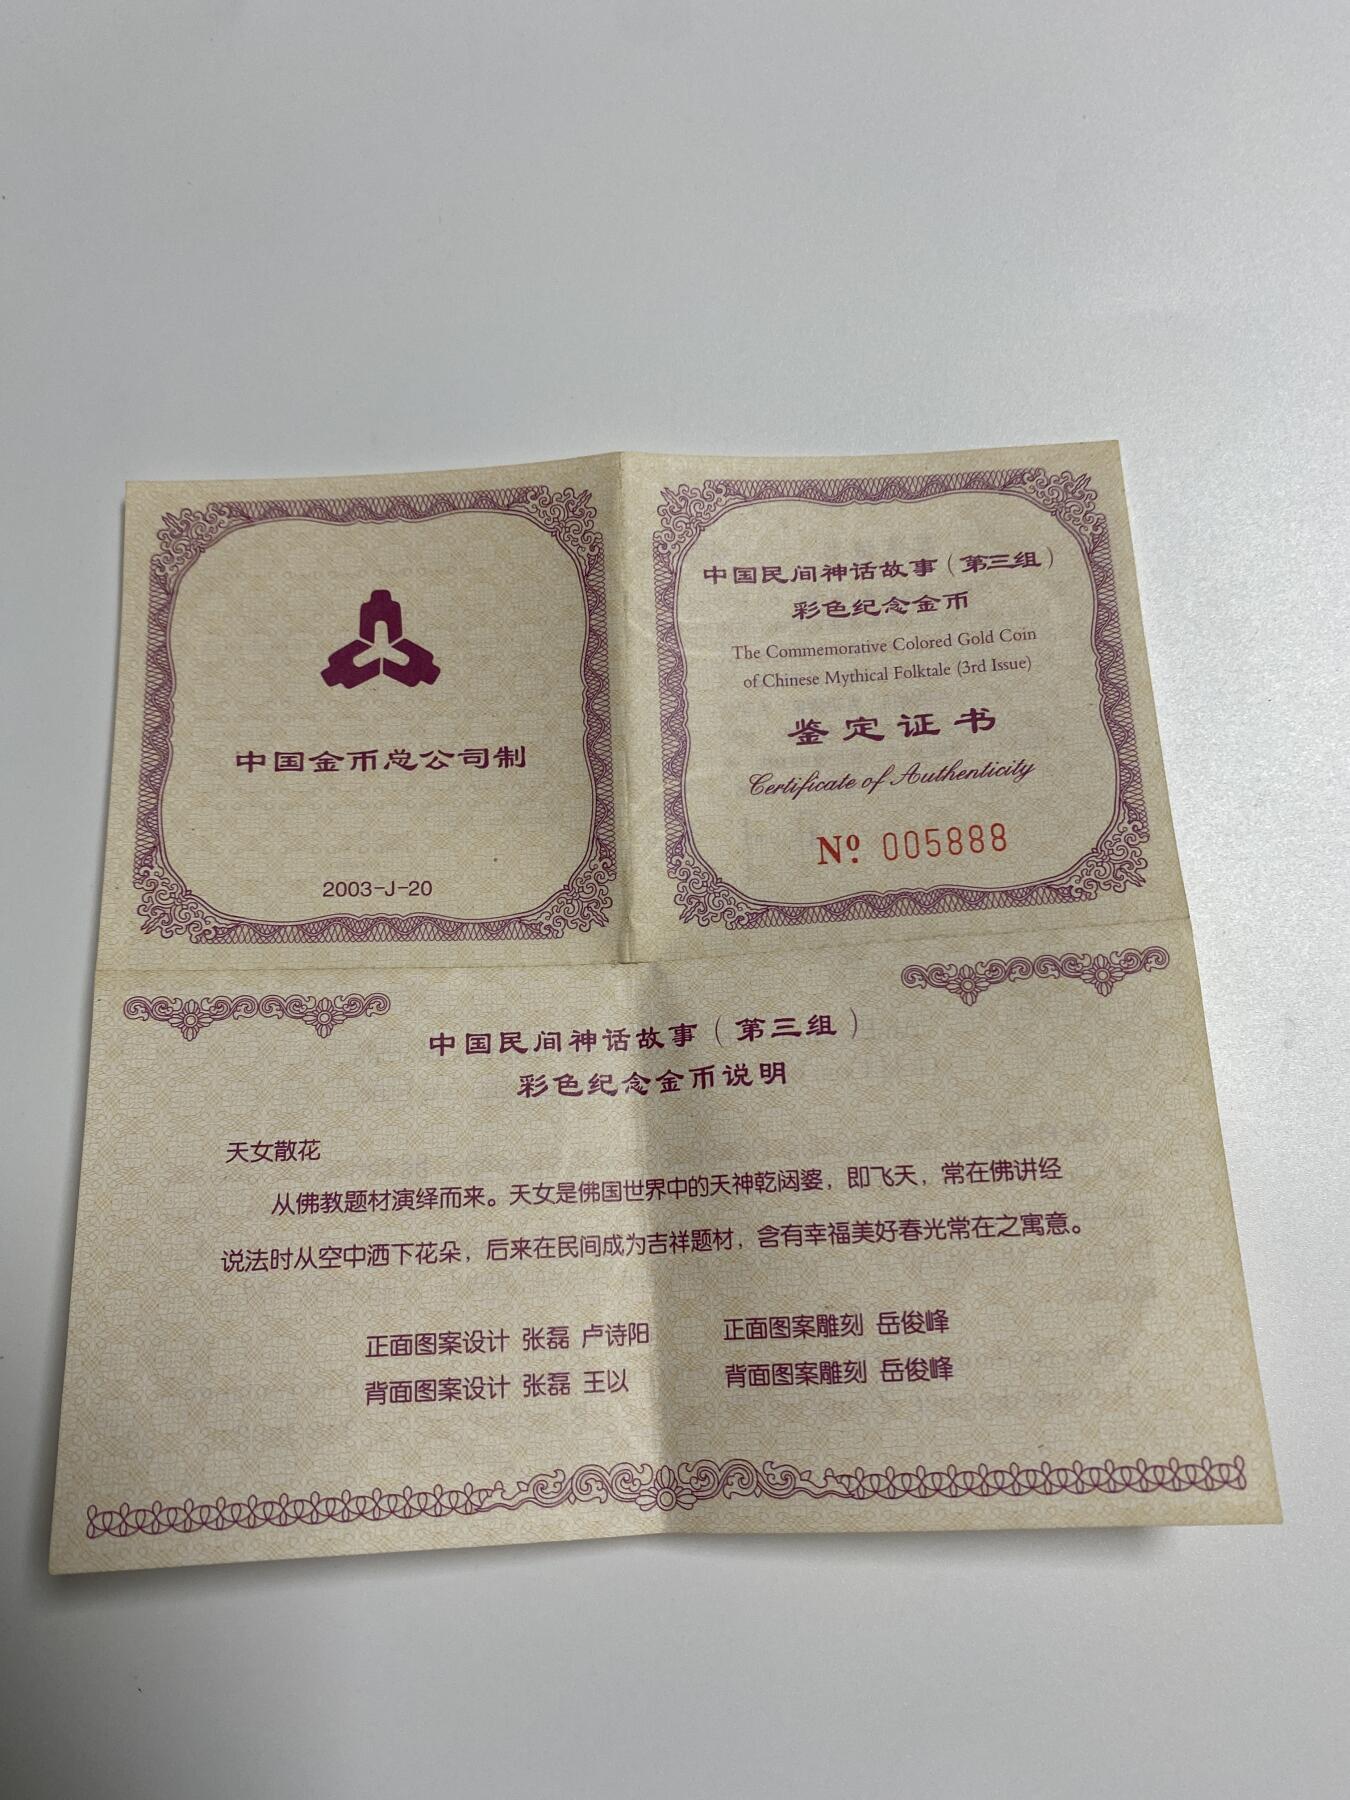 中国金币总公司制
2003-J-20
中国民间神话故事（第三组）
彩色纪念金币
The Commemorative Colored Gold Coin
of Chinese Mythical Folktale (3rd Issue)
鉴定证书
Certificate of Authenticity
Nº 005888
中国民间神话故事（第三组）
彩色纪念金币说明
天女散花
从佛教题材演绎而来。天女是佛国世界中的天神乾闼婆，即飞天，常在佛讲经
说法时从空中洒下花朵，后来在民间成为吉祥题材，含有幸福美好春光常在之寓意。
正面图案设计 张磊 卢诗阳 正面图案雕刻 岳俊峰
背面图案设计 张磊 王以 背面图案雕刻 岳俊峰